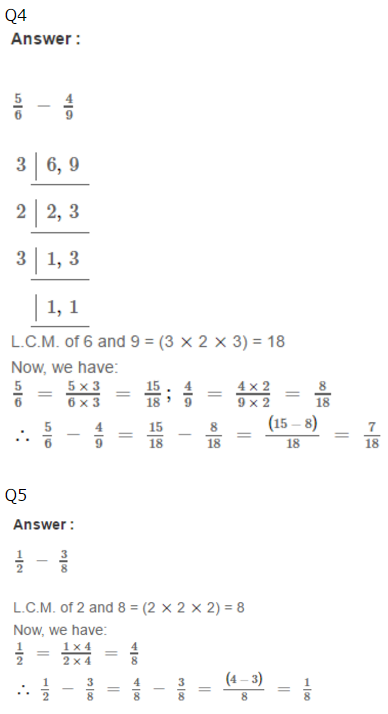 Q4
Answer :
5/6 − 4/9
3 | 6, 9
2 | 2, 3
3 | 1, 3
| 1, 1
L.C.M. of 6 and 9 = (3 × 2 × 3) = 18
Now, we have:
5/6 = 5 × 3/6 × 3 = 15/18 ; 4/9 = 4 × 2/9 × 2 = 8/18
∴ 5/6 − 4/9 = 15/18 − 8/18 = (15 − 8)/18 = 7/18
Q5
Answer :
1/2 − 3/8
L.C.M. of 2 and 8 = (2 × 2 × 2) = 8
Now, we have:
1/2 = 1 × 4/2 × 4 = 4/8
∴ 1/2 − 3/8 = 4/8 − 3/8 = (4 − 3)/8 = 1/8